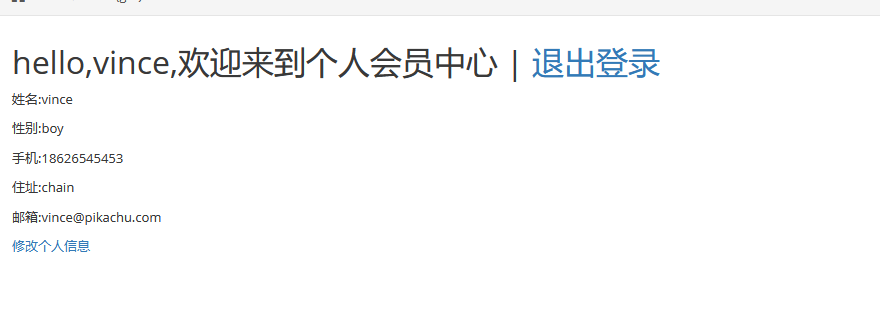 hello,vince,欢迎来到个人会员中心 | 退出登录
姓名:vince
性别:boy
手机:18626545453
住址:chain
邮箱:vince@pikachu.com
修改个人信息